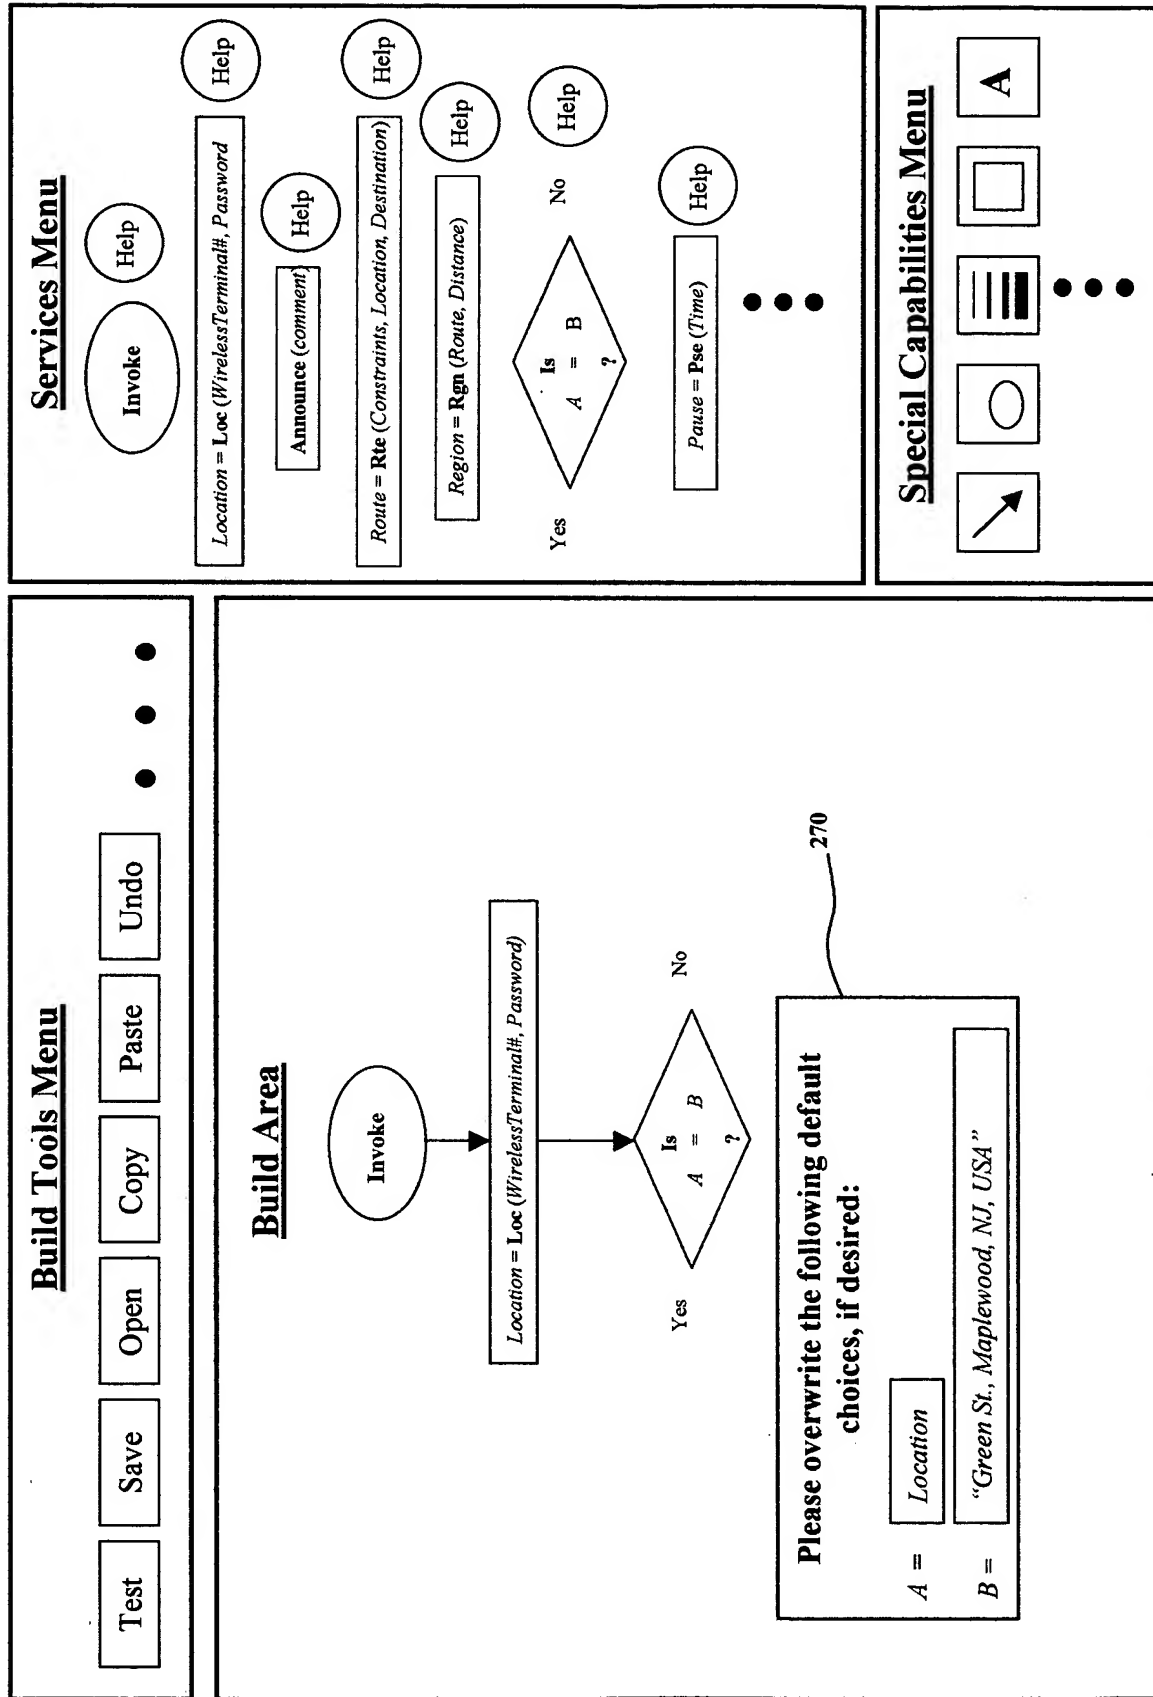 Build Tools Menu
Test
Save
Open
Copy
Paste
Undo
Build Area
Invoke
Location = Loc (WirelessTerminal#, Password)
Is
A = B
?
Yes
No
270
Please overwrite the following default
choices, if desired:
A =
Location
B =
“Green St., Maplewood, NJ, USA”
Services Menu
Invoke
Help
Location = Loc (WirelessTerminal#, Password
Help
Announce (comment)
Help
Route = Rte (Constraints, Location, Destination)
Help
Region = Rgn (Route, Distance)
Help
Is
A = B
?
Yes
No
Help
Pause = Pse (Time)
Help
Special Capabilities Menu
A